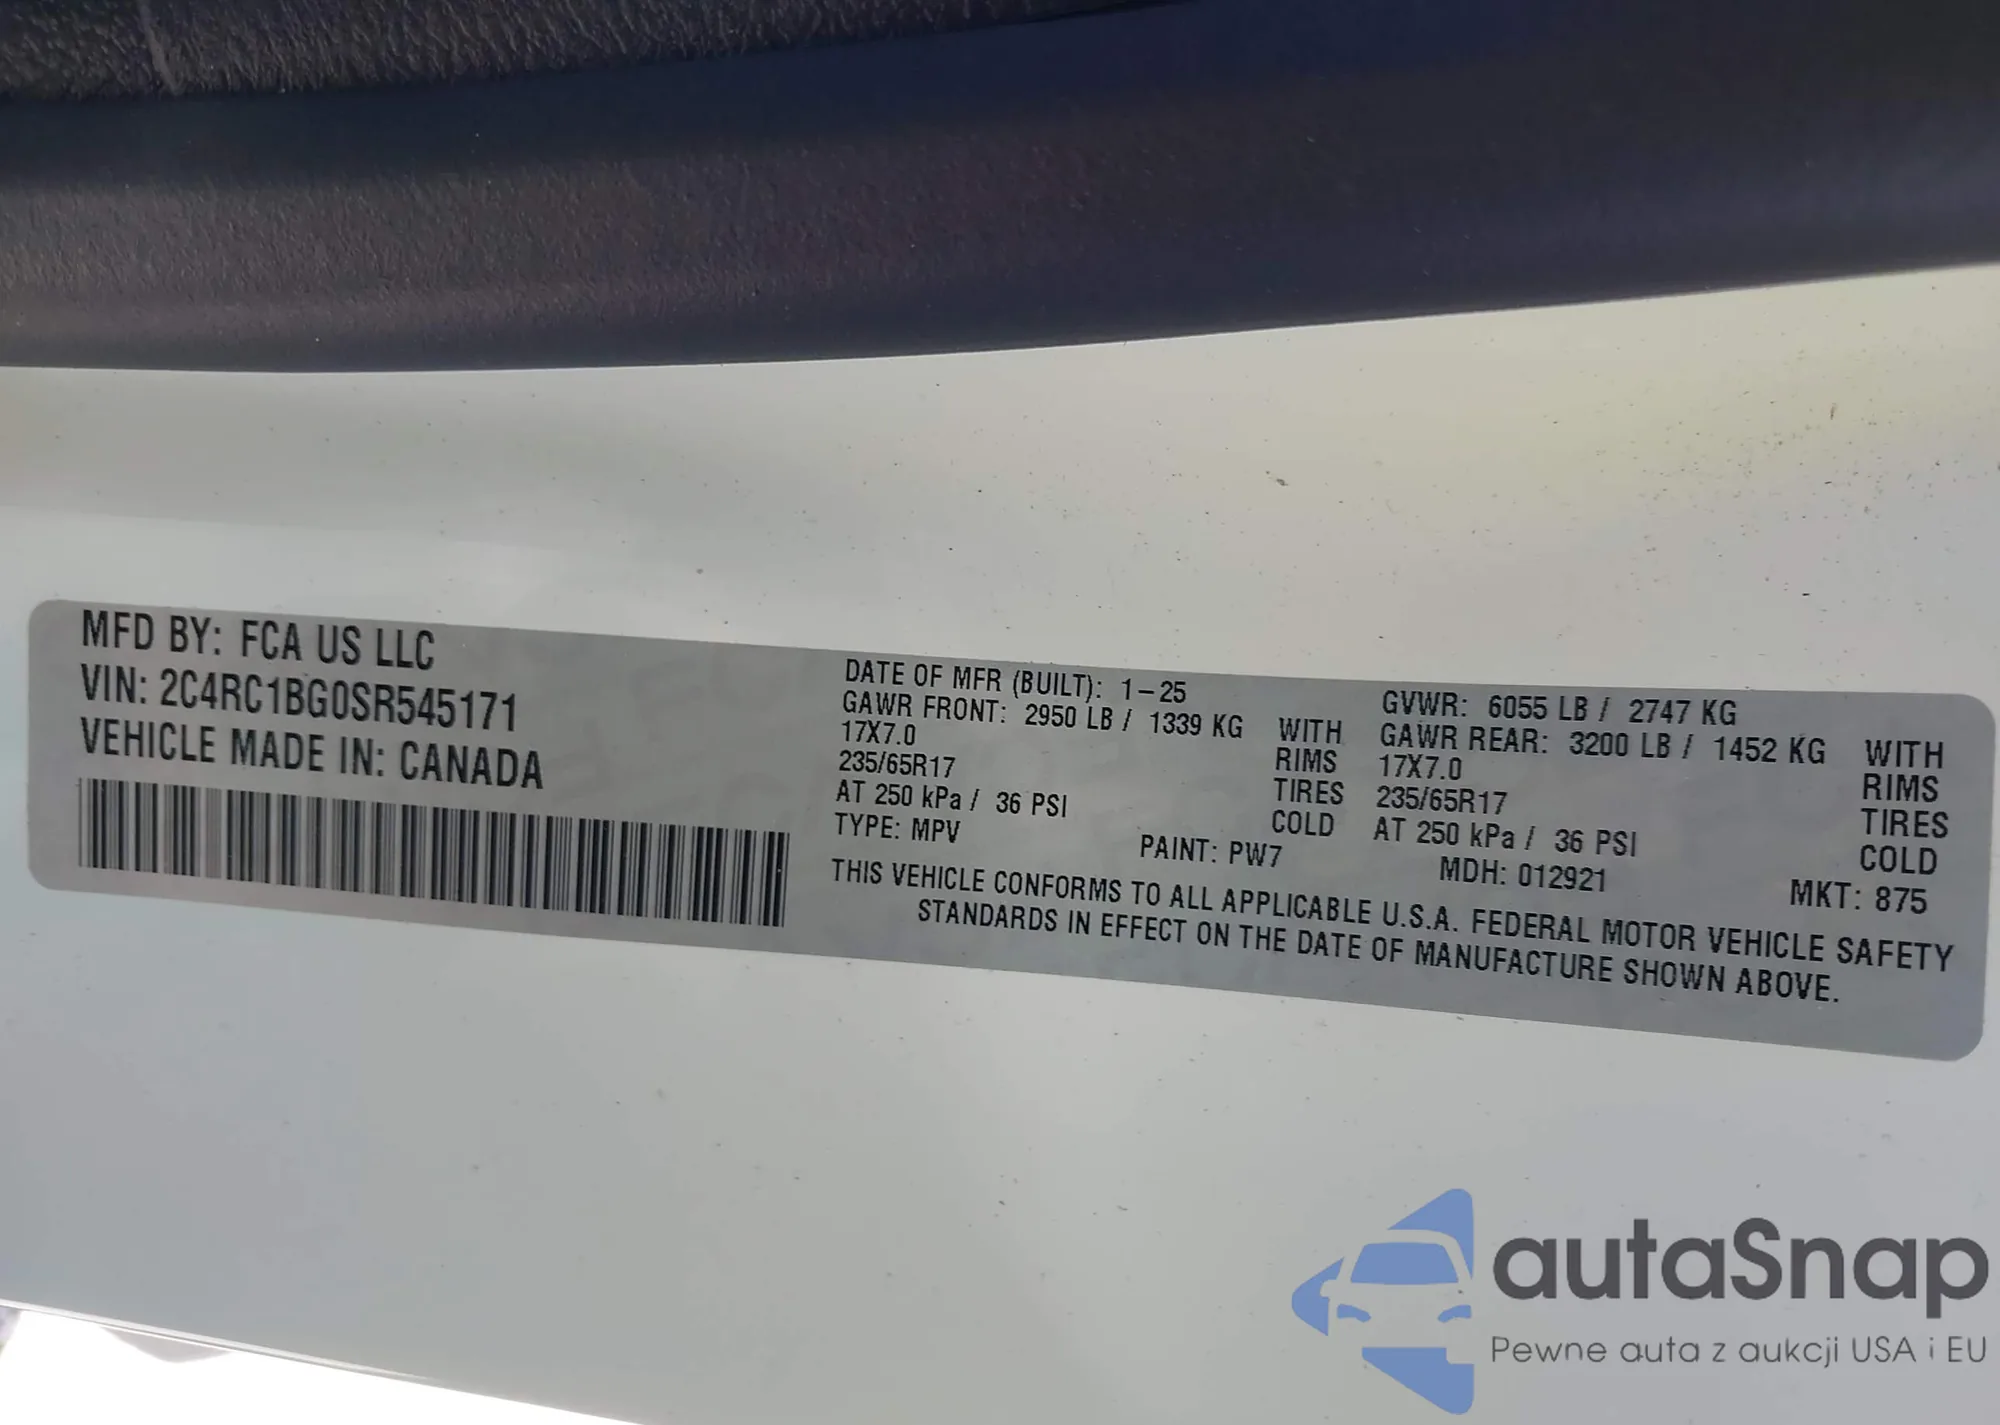 MFD BY: FCA US LLC
VIN: 2C4RC1BG0SR545171
VEHICLE MADE IN: CANADA
DATE OF MFR (BUILT): 1-25 GVWR: 6055 LB / 2747 KG
GAWR FRONT: 2950 LB / 1339 KG WITH GAWR REAR: 3200 LB / 1452 KG WITH
17X7.0 RIMS 17X7.0 RIMS
235/65R17 TIRES 235/65R17 TIRES
AT 250 kPa / 36 PSI COLD AT 250 kPa / 36 PSI COLD
TYPE: MPV PAINT: PW7 MDH: 012921 MKT: 875
THIS VEHICLE CONFORMS TO ALL APPLICABLE U.S.A. FEDERAL MOTOR VEHICLE SAFETY
STANDARDS IN EFFECT ON THE DATE OF MANUFACTURE SHOWN ABOVE.
autaSnap
Pewne auta z aukcji USA i EU